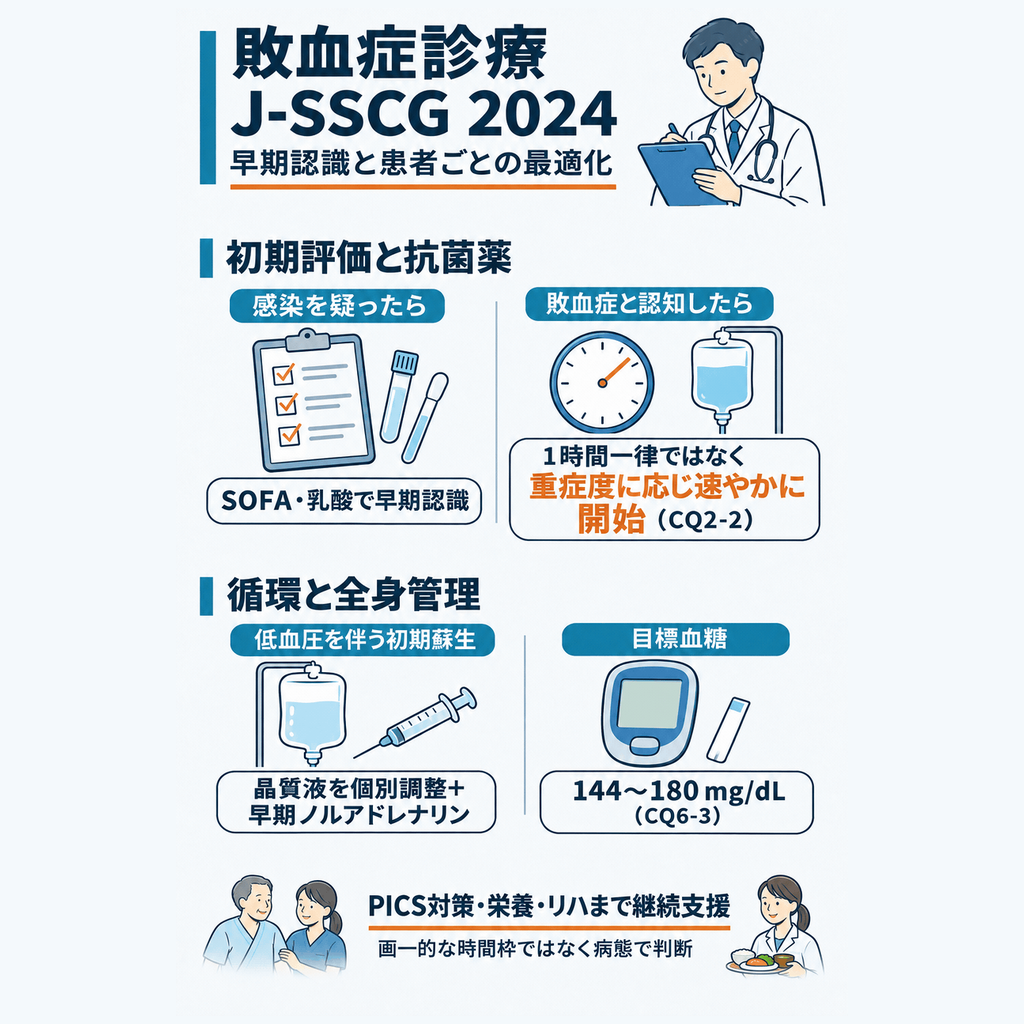 敗血症診療
J-SSCG 2024
早期認識と患者ごとの最適化
初期評価と抗菌薬
感染を疑ったら
SOFA・乳酸で早期認識
敗血症と認知したら
1時間一律ではなく
重症度に応じ速やかに
開始（CQ2-2）
循環と全身管理
低血圧を伴う初期蘇生
晶質液を個別調整＋
早期ノルアドレナリン
目標血糖
144〜180 mg/dL
（CQ6-3）
PICS対策・栄養・リハまで継続支援
画一的な時間枠ではなく病態で判断